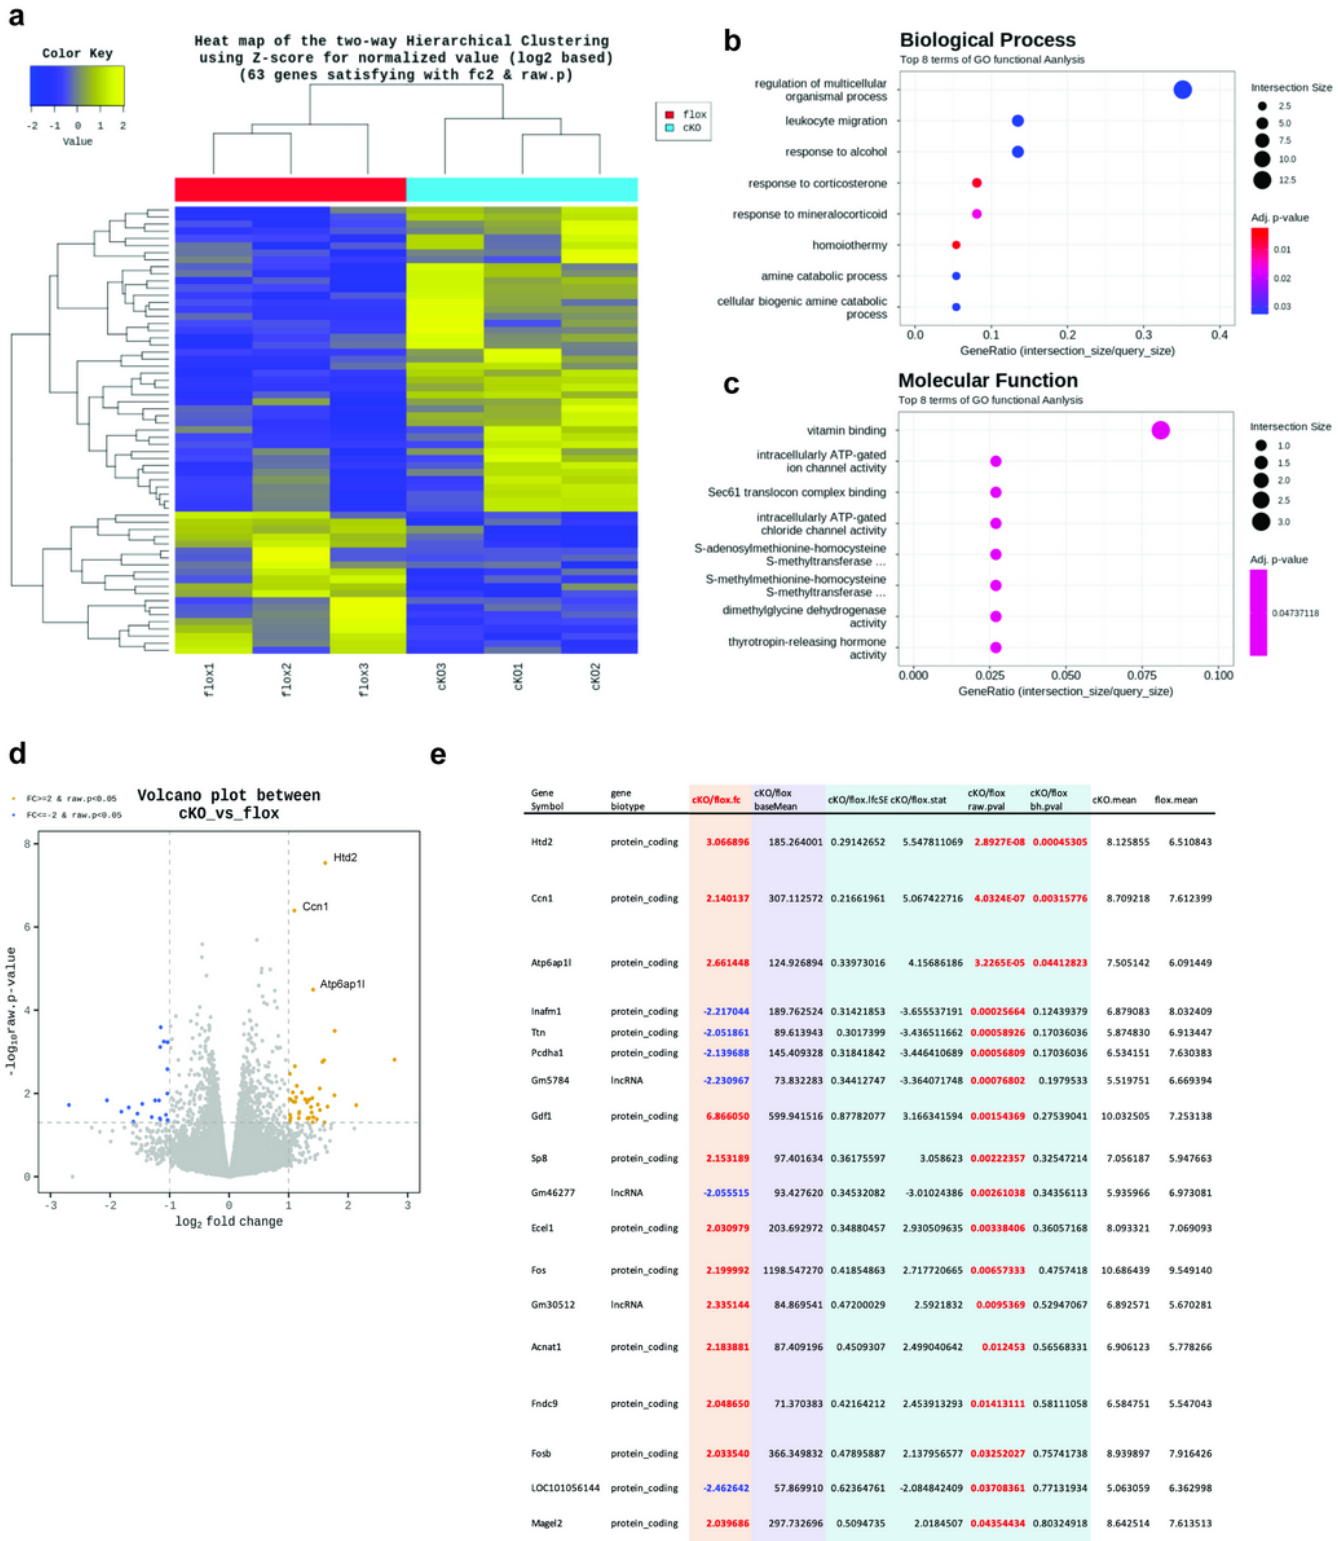 a
Heat map of the two-way Hierarchical Clustering
using Z-score for normalized value (log2 based)
(63 genes satisfying with fc2 & raw.p)
Color Key
-2 -1 0 1 2
Value
flox
cKO
flox1 flox2 flox3 cKO3 cKO1 cKO2
b
Biological Process
Top 8 terms of GO functional Aanlysis
regulation of multicellular
organismal process
leukocyte migration
response to alcohol
response to corticosterone
response to mineralocorticoid
homoiothermy
amine catabolic process
cellular biogenic amine catabolic
process
0.0 0.1 0.2 0.3 0.4
GeneRatio (intersection_size/query_size)
Intersection Size
2.5
5.0
7.5
10.0
12.5
Adj. p-value
0.01
0.02
0.03
c
Molecular Function
Top 8 terms of GO functional Aanlysis
vitamin binding
intracellularly ATP-gated
ion channel activity
Sec61 translocon complex binding
intracellularly ATP-gated
chloride channel activity
S-adenosylmethionine-homocysteine
S-methyltransferase ...
S-methylmethionine-homocysteine
S-methyltransferase ...
dimethylglycine dehydrogenase
activity
thyrotropin-releasing hormone
activity
0.000 0.025 0.050 0.075 0.100
GeneRatio (intersection_size/query_size)
Intersection Size
1.0
1.5
2.0
2.5
3.0
Adj. p-value
0.04737118
d
FC>=2 & raw.p<0.05
FC<=-2 & raw.p<0.05
Volcano plot between
cKO_vs_flox
Htd2
Ccn1
Atp6ap1l
8
6
4
2
0
-log10raw.p-value
-3 -2 -1 0 1 2 3
log2 fold change
e
Gene Symbol gene biotype cKO/flox.fc cKO/flox baseMean cKO/flox.lfcSE cKO/flox.stat cKO/flox raw.pval cKO/flox bh.pval cKO.mean flox.mean
Htd2 protein_coding 3.066896 185.264001 0.29142652 5.547811069 2.8927E-08 0.00045305 8.125855 6.510843
Ccn1 protein_coding 2.140137 307.112572 0.21661961 5.067422716 4.0324E-07 0.00315776 8.709218 7.612399
Atp6ap1l protein_coding 2.661448 124.926894 0.33973016 4.15686186 3.2265E-05 0.04412823 7.505142 6.091449
Inafm1 protein_coding -2.217044 189.762524 0.31421853 -3.655537191 0.00025664 0.12439379 6.879083 8.032409
Ttn protein_coding -2.051861 89.613943 0.3017399 -3.436511662 0.00058926 0.17036036 5.874830 6.913447
Pcdha1 protein_coding -2.139688 145.409328 0.31841842 -3.446410689 0.00056809 0.17036036 6.534151 7.630383
Gm5784 lncRNA -2.230967 73.832283 0.34412747 -3.364071748 0.00076802 0.1979533 5.519751 6.669394
Gdf1 protein_coding 6.866050 599.941516 0.87782077 3.166341594 0.00154369 0.27539041 10.032505 7.253138
Sp8 protein_coding 2.153189 97.401634 0.36175597 3.058623 0.00222357 0.32547214 7.056187 5.947663
Gm46277 lncRNA -2.055515 93.427620 0.34532082 -3.01024386 0.00261038 0.34356113 5.935966 6.973081
Ecel1 protein_coding 2.030979 203.692972 0.34880457 2.930509635 0.00338406 0.36057168 8.093321 7.069093
Fos protein_coding 2.199992 1198.547270 0.41854863 2.717720665 0.00657333 0.4757418 10.686439 9.549140
Gm30512 lncRNA 2.335144 84.869541 0.47200029 2.5921832 0.0095369 0.52947067 6.892571 5.670281
Acnat1 protein_coding 2.183881 87.409196 0.4509307 2.499040642 0.012453 0.56568331 6.906123 5.778266
Fndc9 protein_coding 2.048650 71.370383 0.42164212 2.453913293 0.01413111 0.58111058 6.584751 5.547043
Fosb protein_coding 2.033540 366.349832 0.47895887 2.137956577 0.03252027 0.75741738 8.939897 7.916426
LOC101056144 protein_coding -2.462642 57.869910 0.62364761 -2.084842409 0.03708361 0.77131934 5.063059 6.362998
Magel2 protein_coding 2.039686 297.732696 0.5094735 2.0184507 0.04354434 0.80324918 8.642514 7.613513